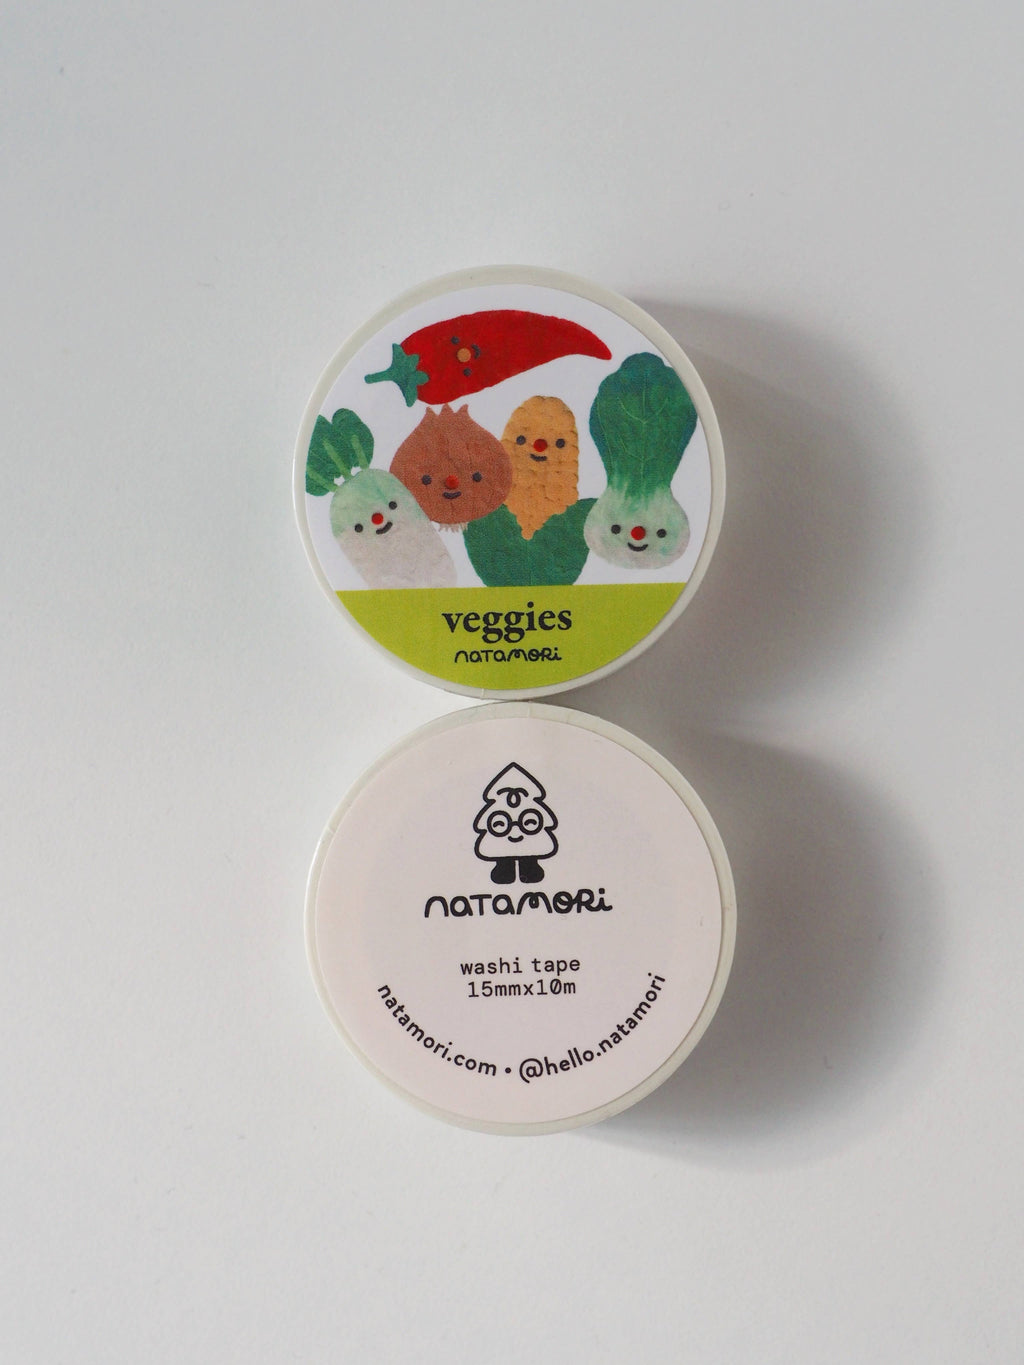 veggies
natamori
natamori
washi tape
15mmx10m
natamori.com • @hello.natamori